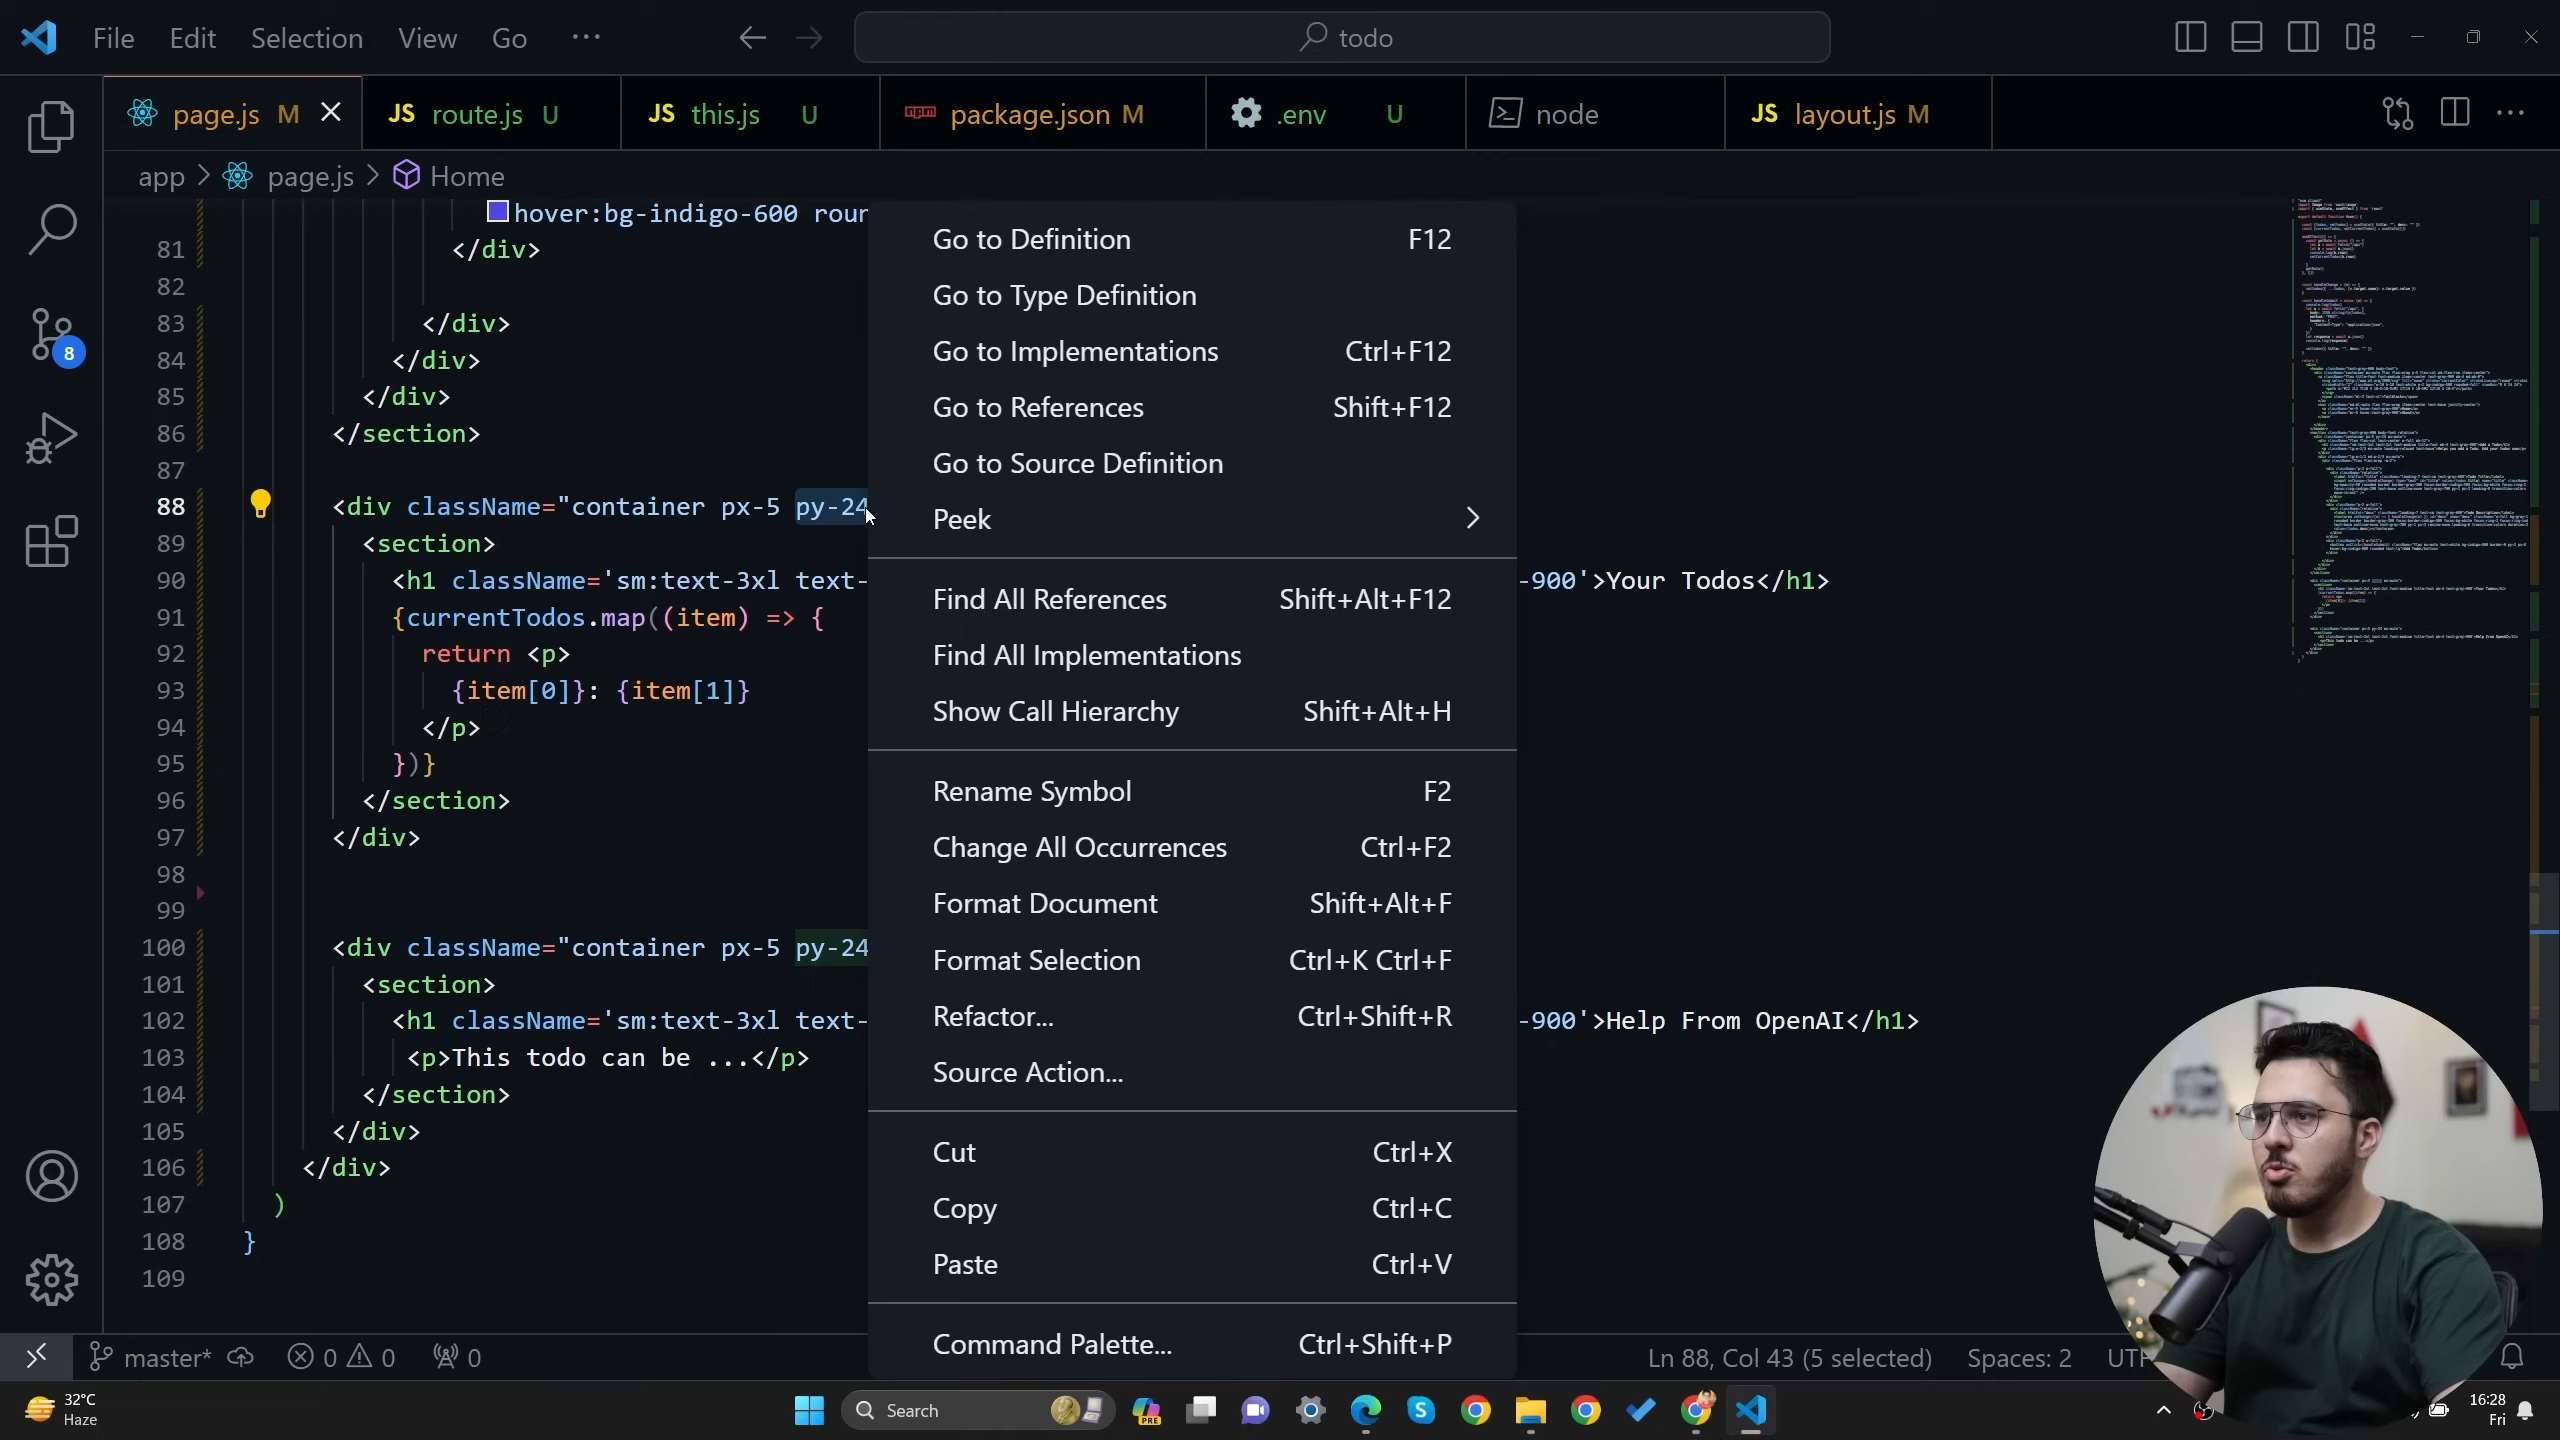 File Edit Selection View Go ···
todo
page.js M
JS route.js U
JS this.js U
package.json M
.env U
node
JS layout.js M
app > page.js > Home
hover:bg-indigo-600 roun
81 </div>
82
83 </div>
84 </div>
85 </div>
86 </section>
87
88 <div className="container px-5 py-24
89 <section>
90 <h1 className='sm:text-3xl text- -900'>Your Todos</h1>
91 {currentTodos.map((item) => {
92 return <p>
93 {item[0]}: {item[1]}
94 </p>
95 })}
96 </section>
97 </div>
98
99
100 <div className="container px-5 py-24
101 <section>
102 <h1 className='sm:text-3xl text- -900'>Help From OpenAI</h1>
103 <p>This todo can be ...</p>
104 </section>
105 </div>
106 </div>
107 )
108 }
109
Go to Definition F12
Go to Type Definition
Go to Implementations Ctrl+F12
Go to References Shift+F12
Go to Source Definition
Peek
Find All References Shift+Alt+F12
Find All Implementations
Show Call Hierarchy Shift+Alt+H
Rename Symbol F2
Change All Occurrences Ctrl+F2
Format Document Shift+Alt+F
Format Selection Ctrl+K Ctrl+F
Refactor... Ctrl+Shift+R
Source Action...
Cut Ctrl+X
Copy Ctrl+C
Paste Ctrl+V
Command Palette... Ctrl+Shift+P
8
master* 0 0 0
Ln 88, Col 43 (5 selected) Spaces: 2 UTF
32°C
Haze
Search
PRE
16:28
Fri